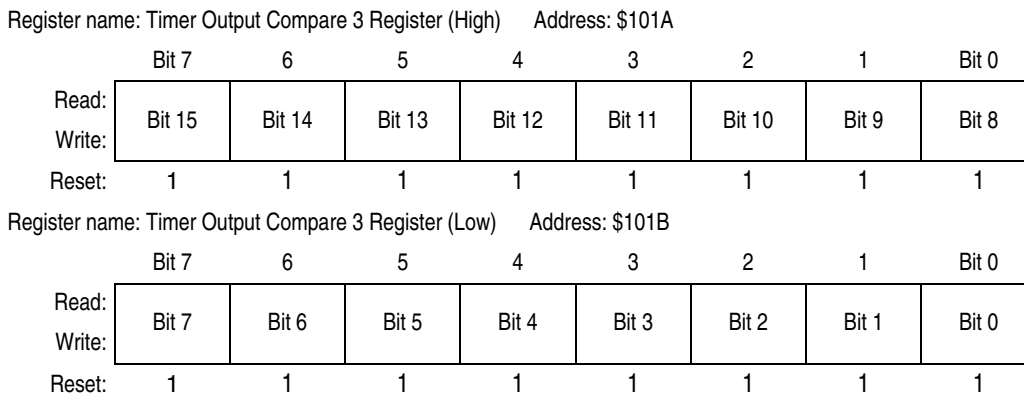 Register name: Timer Output Compare 3 Register (High) Address: $101A
Bit 7 6 5 4 3 2 1 Bit 0
Read:
Bit 15 Bit 14 Bit 13 Bit 12 Bit 11 Bit 10 Bit 9 Bit 8
Write:
Reset: 1 1 1 1 1 1 1 1
Register name: Timer Output Compare 3 Register (Low) Address: $101B
Bit 7 6 5 4 3 2 1 Bit 0
Read:
Bit 7 Bit 6 Bit 5 Bit 4 Bit 3 Bit 2 Bit 1 Bit 0
Write:
Reset: 1 1 1 1 1 1 1 1